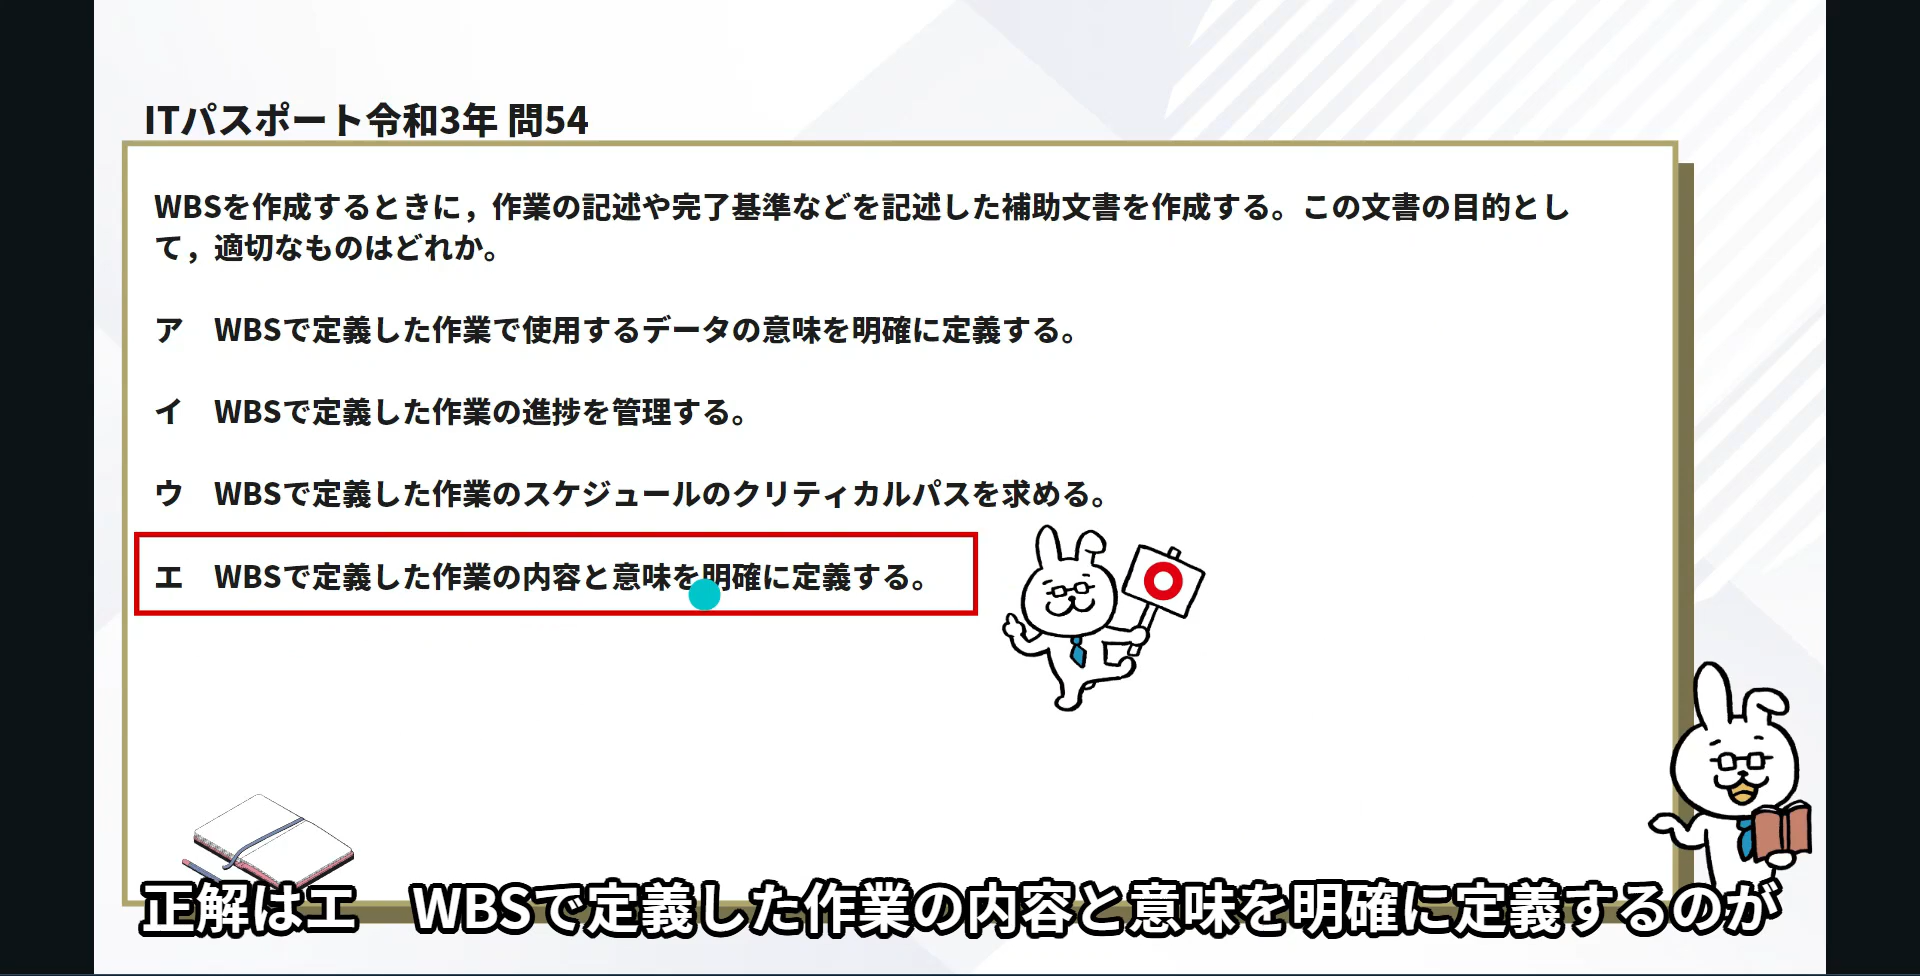 ITパスポート令和3年 問54
WBSを作成するときに，作業の記述や完了基準などを記述した補助文書を作成する。この文書の目的とし
て，適切なものはどれか。
ア　WBSで定義した作業で使用するデータの意味を明確に定義する。
イ　WBSで定義した作業の進捗を管理する。
ウ　WBSで定義した作業のスケジュールのクリティカルパスを求める。
エ　WBSで定義した作業の内容と意味を明確に定義する。
正解はエ　WBSで定義した作業の内容と意味を明確に定義するのが